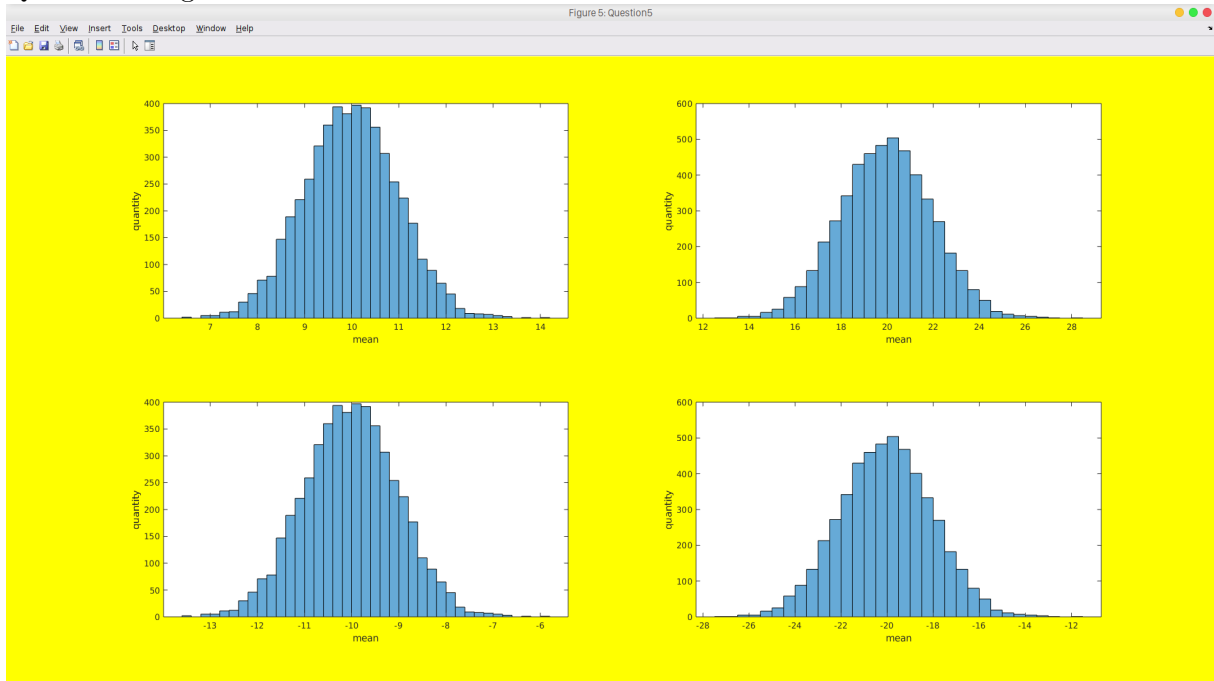 Figure 5: Question5
File Edit View Insert Tools Desktop Window Help
400
350
300
250
200
150
100
50
0
quantity
7 8 9 10 11 12 13 14
mean
600
500
400
300
200
100
0
quantity
12 14 16 18 20 22 24 26 28
mean
400
350
300
250
200
150
100
50
0
quantity
-13 -12 -11 -10 -9 -8 -7 -6
mean
600
500
400
300
200
100
0
quantity
-28 -26 -24 -22 -20 -18 -16 -14 -12
mean